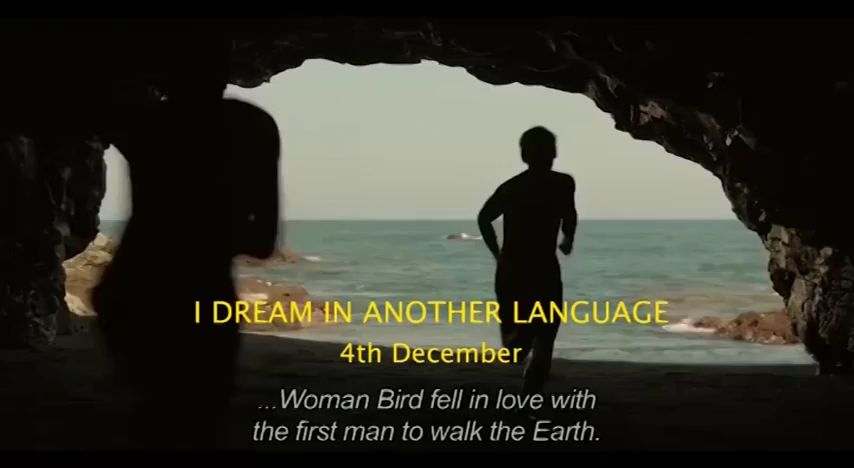 I DREAM IN ANOTHER LANGUAGE
4th December
...Woman Bird fell in love with
the first man to walk the Earth.